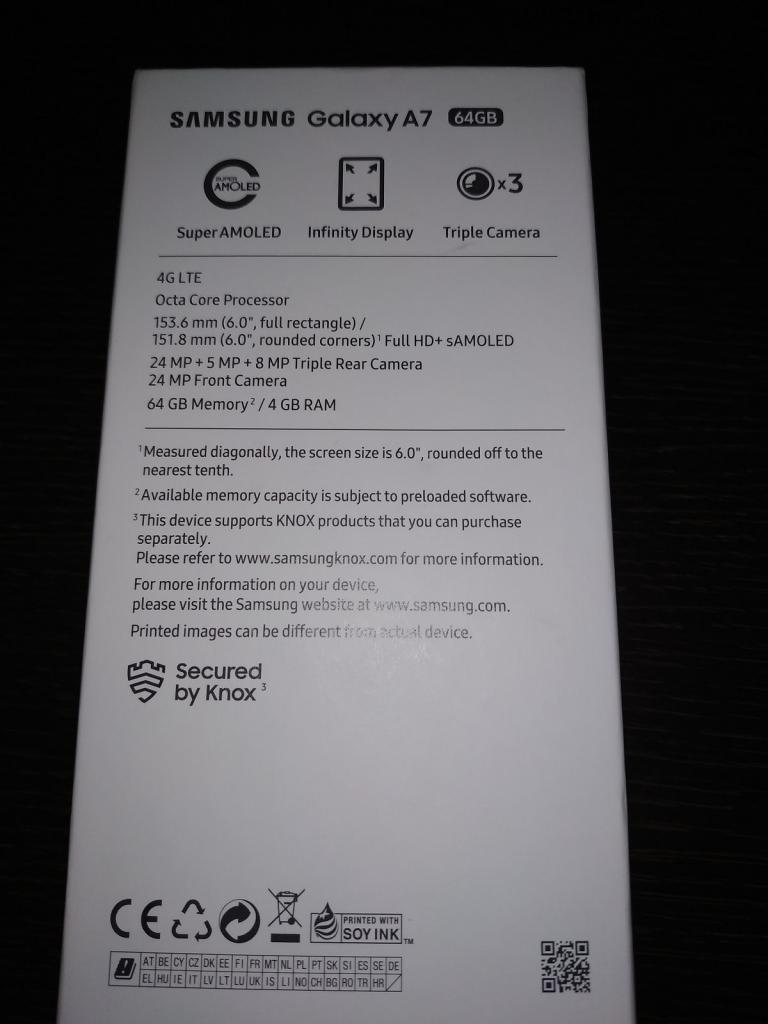 SAMSUNG Galaxy A7 64GB
SUPER
AMOLED
x3
Super AMOLED Infinity Display Triple Camera
4G LTE
Octa Core Processor
153.6 mm (6.0", full rectangle) /
151.8 mm (6.0", rounded corners)¹ Full HD+ sAMOLED
24 MP + 5 MP + 8 MP Triple Rear Camera
24 MP Front Camera
64 GB Memory² / 4 GB RAM
¹Measured diagonally, the screen size is 6.0", rounded off to the
nearest tenth.
²Available memory capacity is subject to preloaded software.
³This device supports KNOX products that you can purchase
separately.
Please refer to www.samsungknox.com for more information.
For more information on your device,
please visit the Samsung website at www.samsung.com.
Printed images can be different from actual device.
Secured
by Knox³
CE
PRINTED WITH
SOY INK™
AT BE CY CZ DK EE FI FR MT NL PL PT SK SI ES SE DE
EL HU IE IT LV LT LU UK IS LI NO CH BG RO TR HR